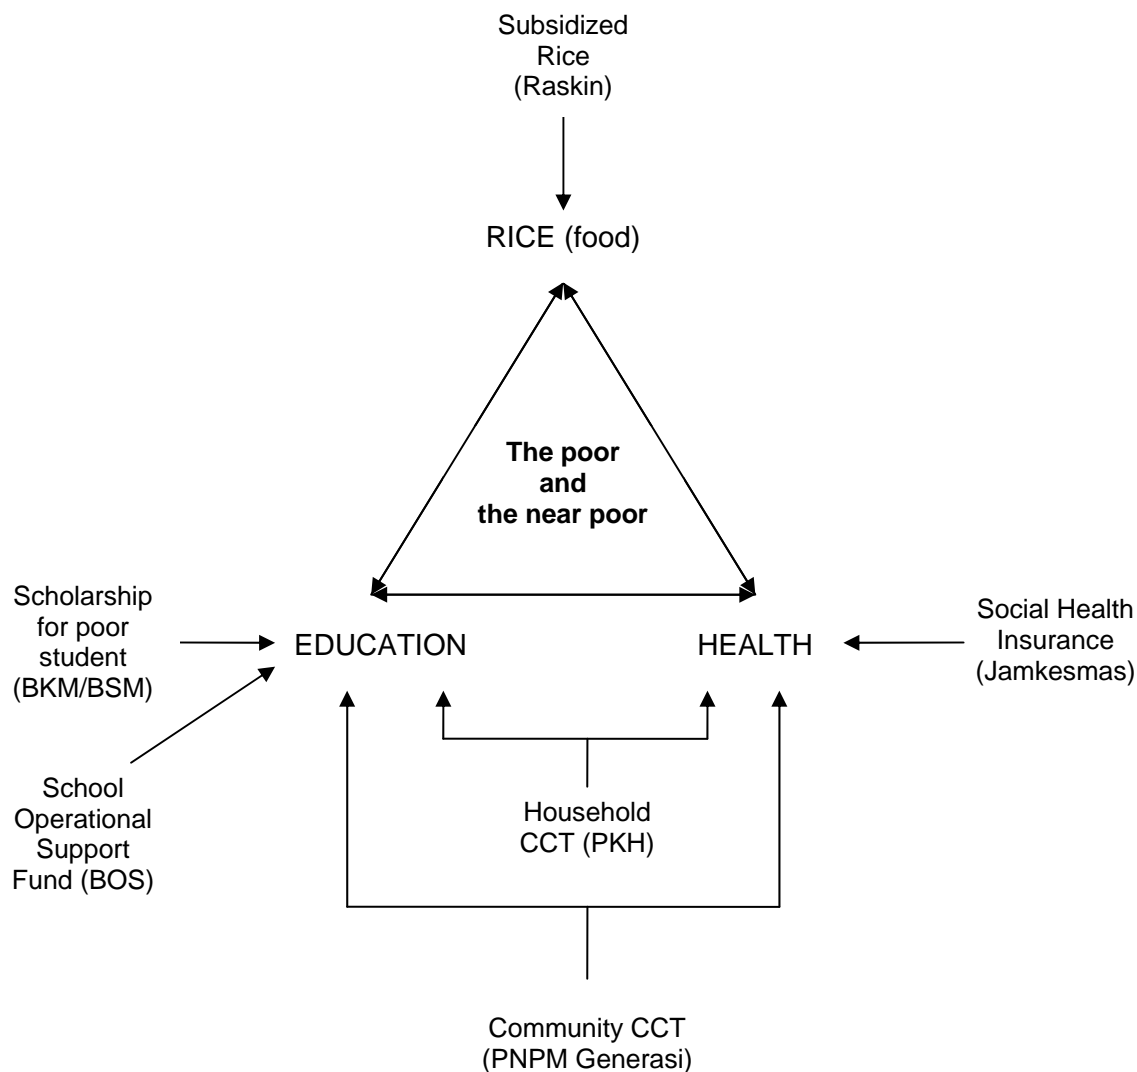 Subsidized
Rice
(Raskin)
RICE (food)
The poor
and
the near poor
Scholarship
for poor
student
(BKM/BSM)
EDUCATION
HEALTH
Social Health
Insurance
(Jamkesmas)
School
Operational
Support
Fund (BOS)
Household
CCT (PKH)
Community CCT
(PNPM Generasi)